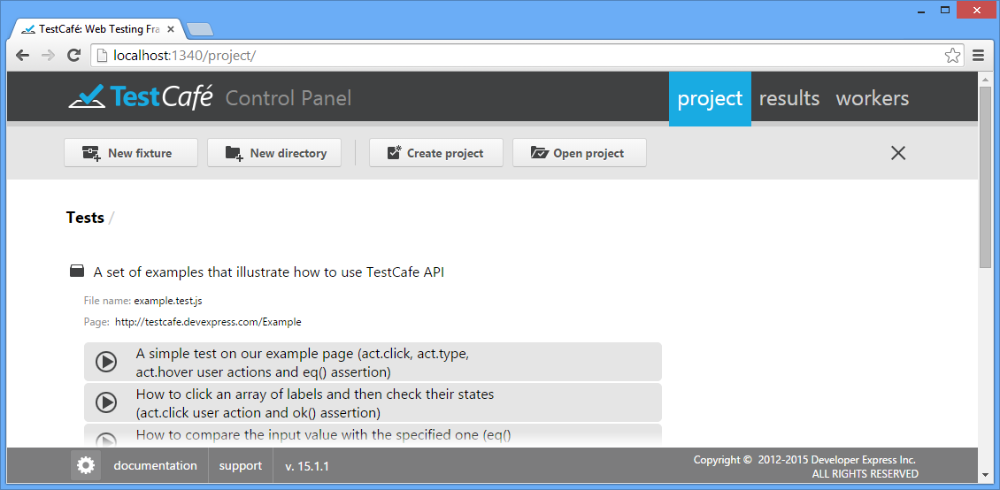 TestCafé: Web Testing Fra
localhost:1340/project/
TestCafé Control Panel
project results workers
New fixture New directory Create project Open project
Tests /
A set of examples that illustrate how to use TestCafe API
File name: example.test.js
Page: http://testcafe.devexpress.com/Example
A simple test on our example page (act.click, act.type,
act.hover user actions and eq() assertion)
How to click an array of labels and then check their states
(act.click user action and ok() assertion)
How to compare the input value with the specified one (eq()
documentation support v. 15.1.1
Copyright © 2012-2015 Developer Express Inc.
ALL RIGHTS RESERVED